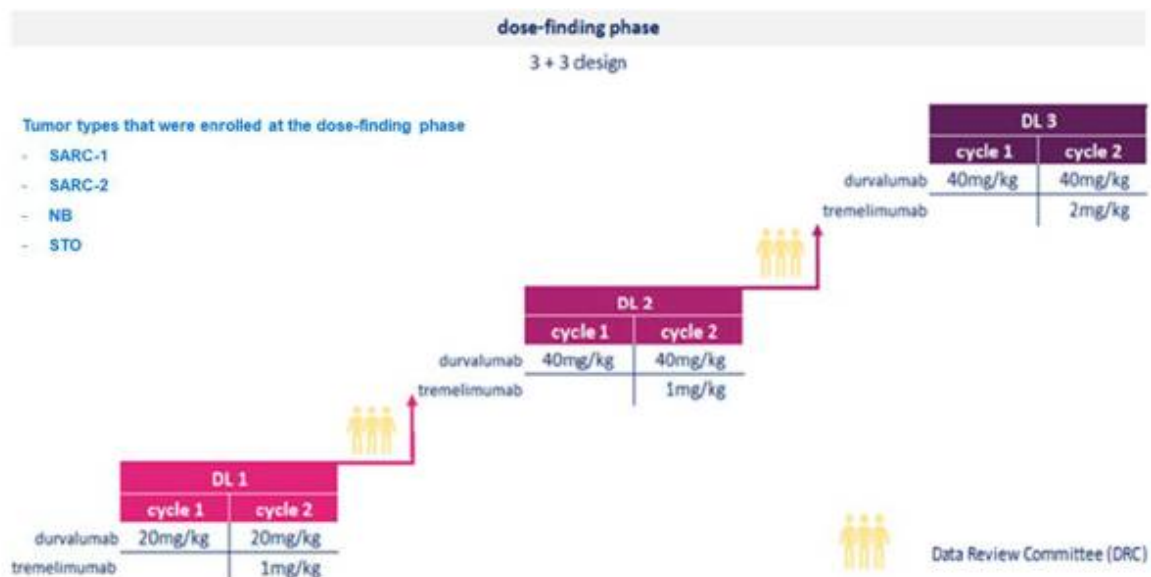 dose-finding phase
3 + 3 design
Tumor types that were enrolled at the dose-finding phase
- SARC-1
- SARC-2
- NB
- STO
DL 3
cycle 1 cycle 2
durvalumab 40mg/kg 40mg/kg
tremelimumab 2mg/kg
DL 2
cycle 1 cycle 2
durvalumab 40mg/kg 40mg/kg
tremelimumab 1mg/kg
DL 1
cycle 1 cycle 2
durvalumab 20mg/kg 20mg/kg
tremelimumab 1mg/kg
Data Review Committee (DRC)